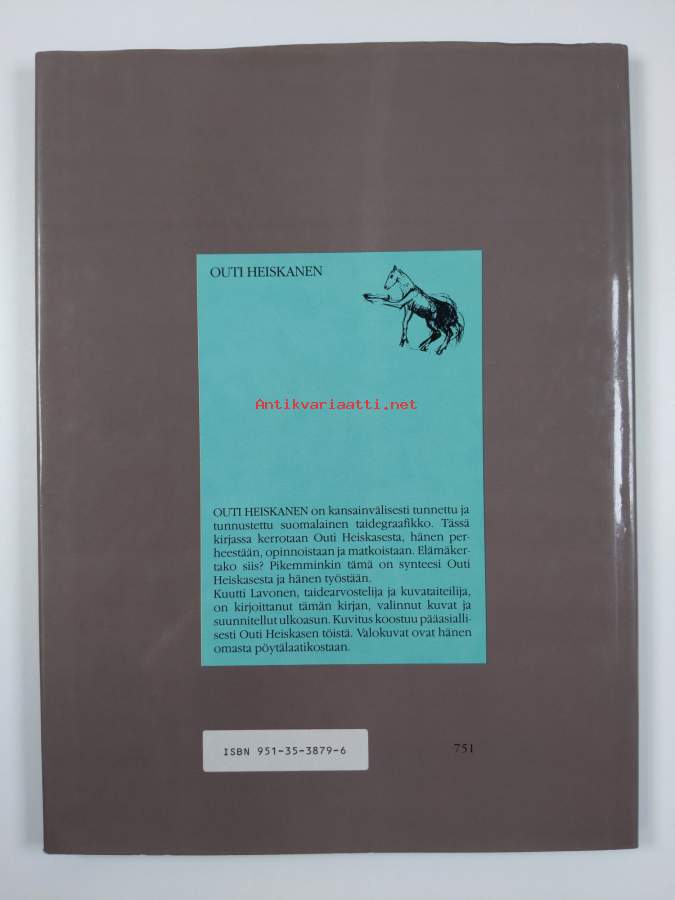 OUTI HEISKANEN
Antikvariaatti.net
OUTI HEISKANEN on kansainvälisesti tunnettu ja
tunnustettu suomalainen taidegraafikko. Tässä
kirjassa kerrotaan Outi Heiskasesta, hänen per-
heestään, opinnoistaan ja matkoistaan. Elämäker-
tako siis? Pikemminkin tämä on synteesi Outi
Heiskasesta ja hänen työstään.
Kuutti Lavonen, taidearvostelija ja kuvataiteilija,
on kirjoittanut tämän kirjan, valinnut kuvat ja
suunnitellut ulkoasun. Kuvitus koostuu pääasialli-
sesti Outi Heiskasen töistä. Valokuvat ovat hänen
omasta pöytälaatikostaan.
ISBN 951-35-3879-6
751